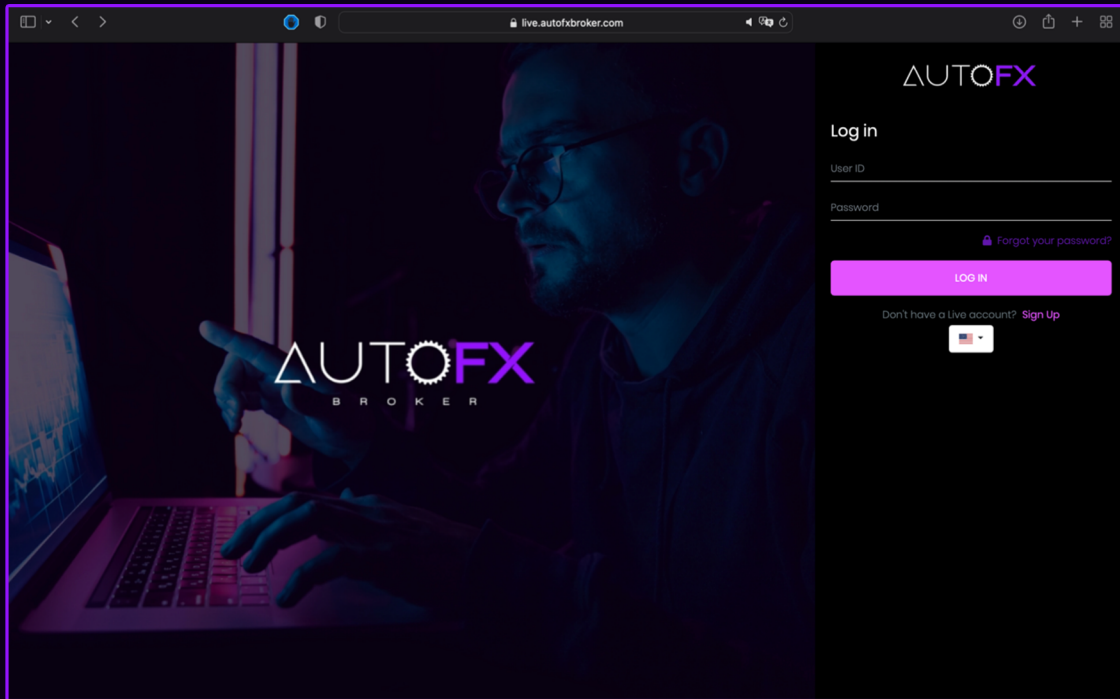 live.autofxbroker.com
AUTOFX
Log in
User ID
Password
Forgot your password?
LOG IN
Don't have a Live account? Sign Up
AUTOFX
BROKER